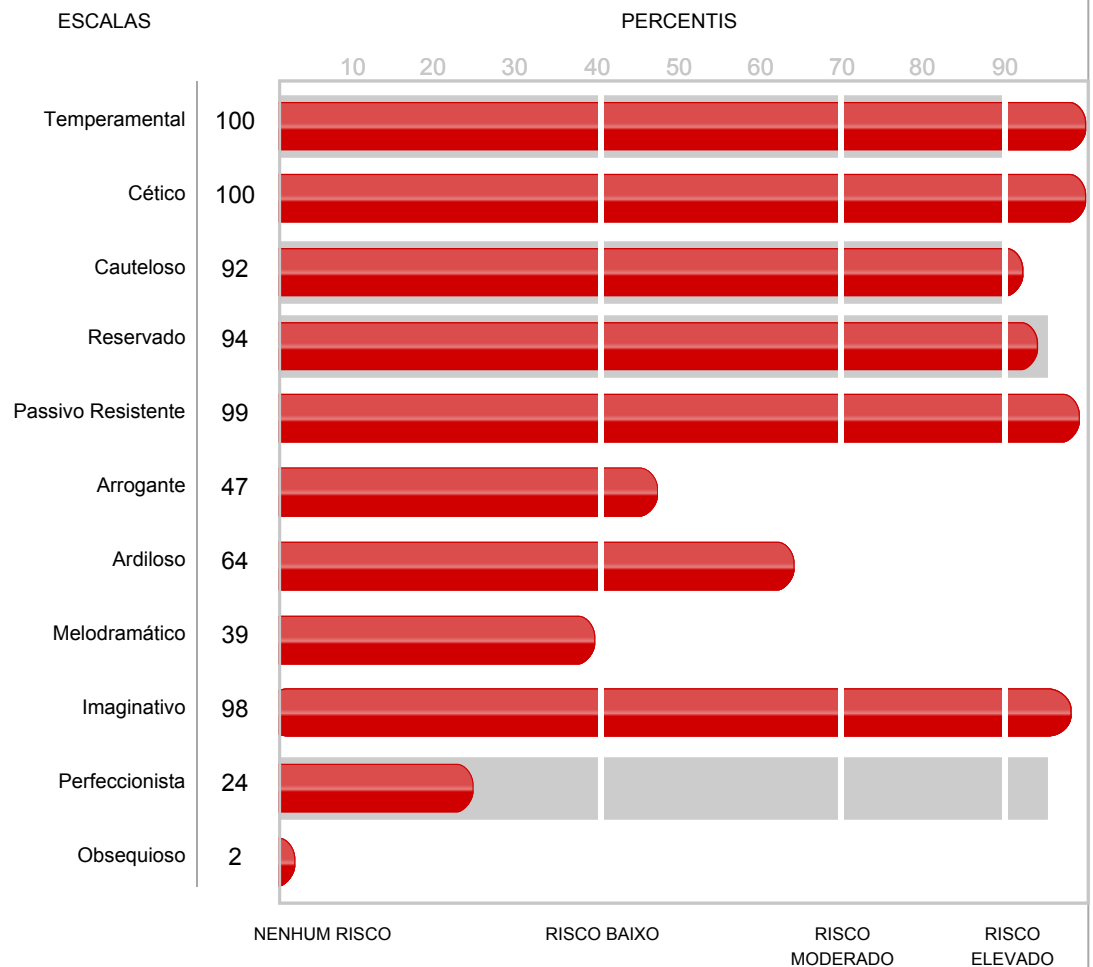 ESCALAS PERCENTIS
10 20 30 40 50 60 70 80 90
Temperamental 100
Cético 100
Cauteloso 92
Reservado 94
Passivo Resistente 99
Arrogante 47
Ardiloso 64
Melodramático 39
Imaginativo 98
Perfeccionista 24
Obsequioso 2
NENHUM RISCO RISCO BAIXO RISCO RISCO
MODERADO ELEVADO